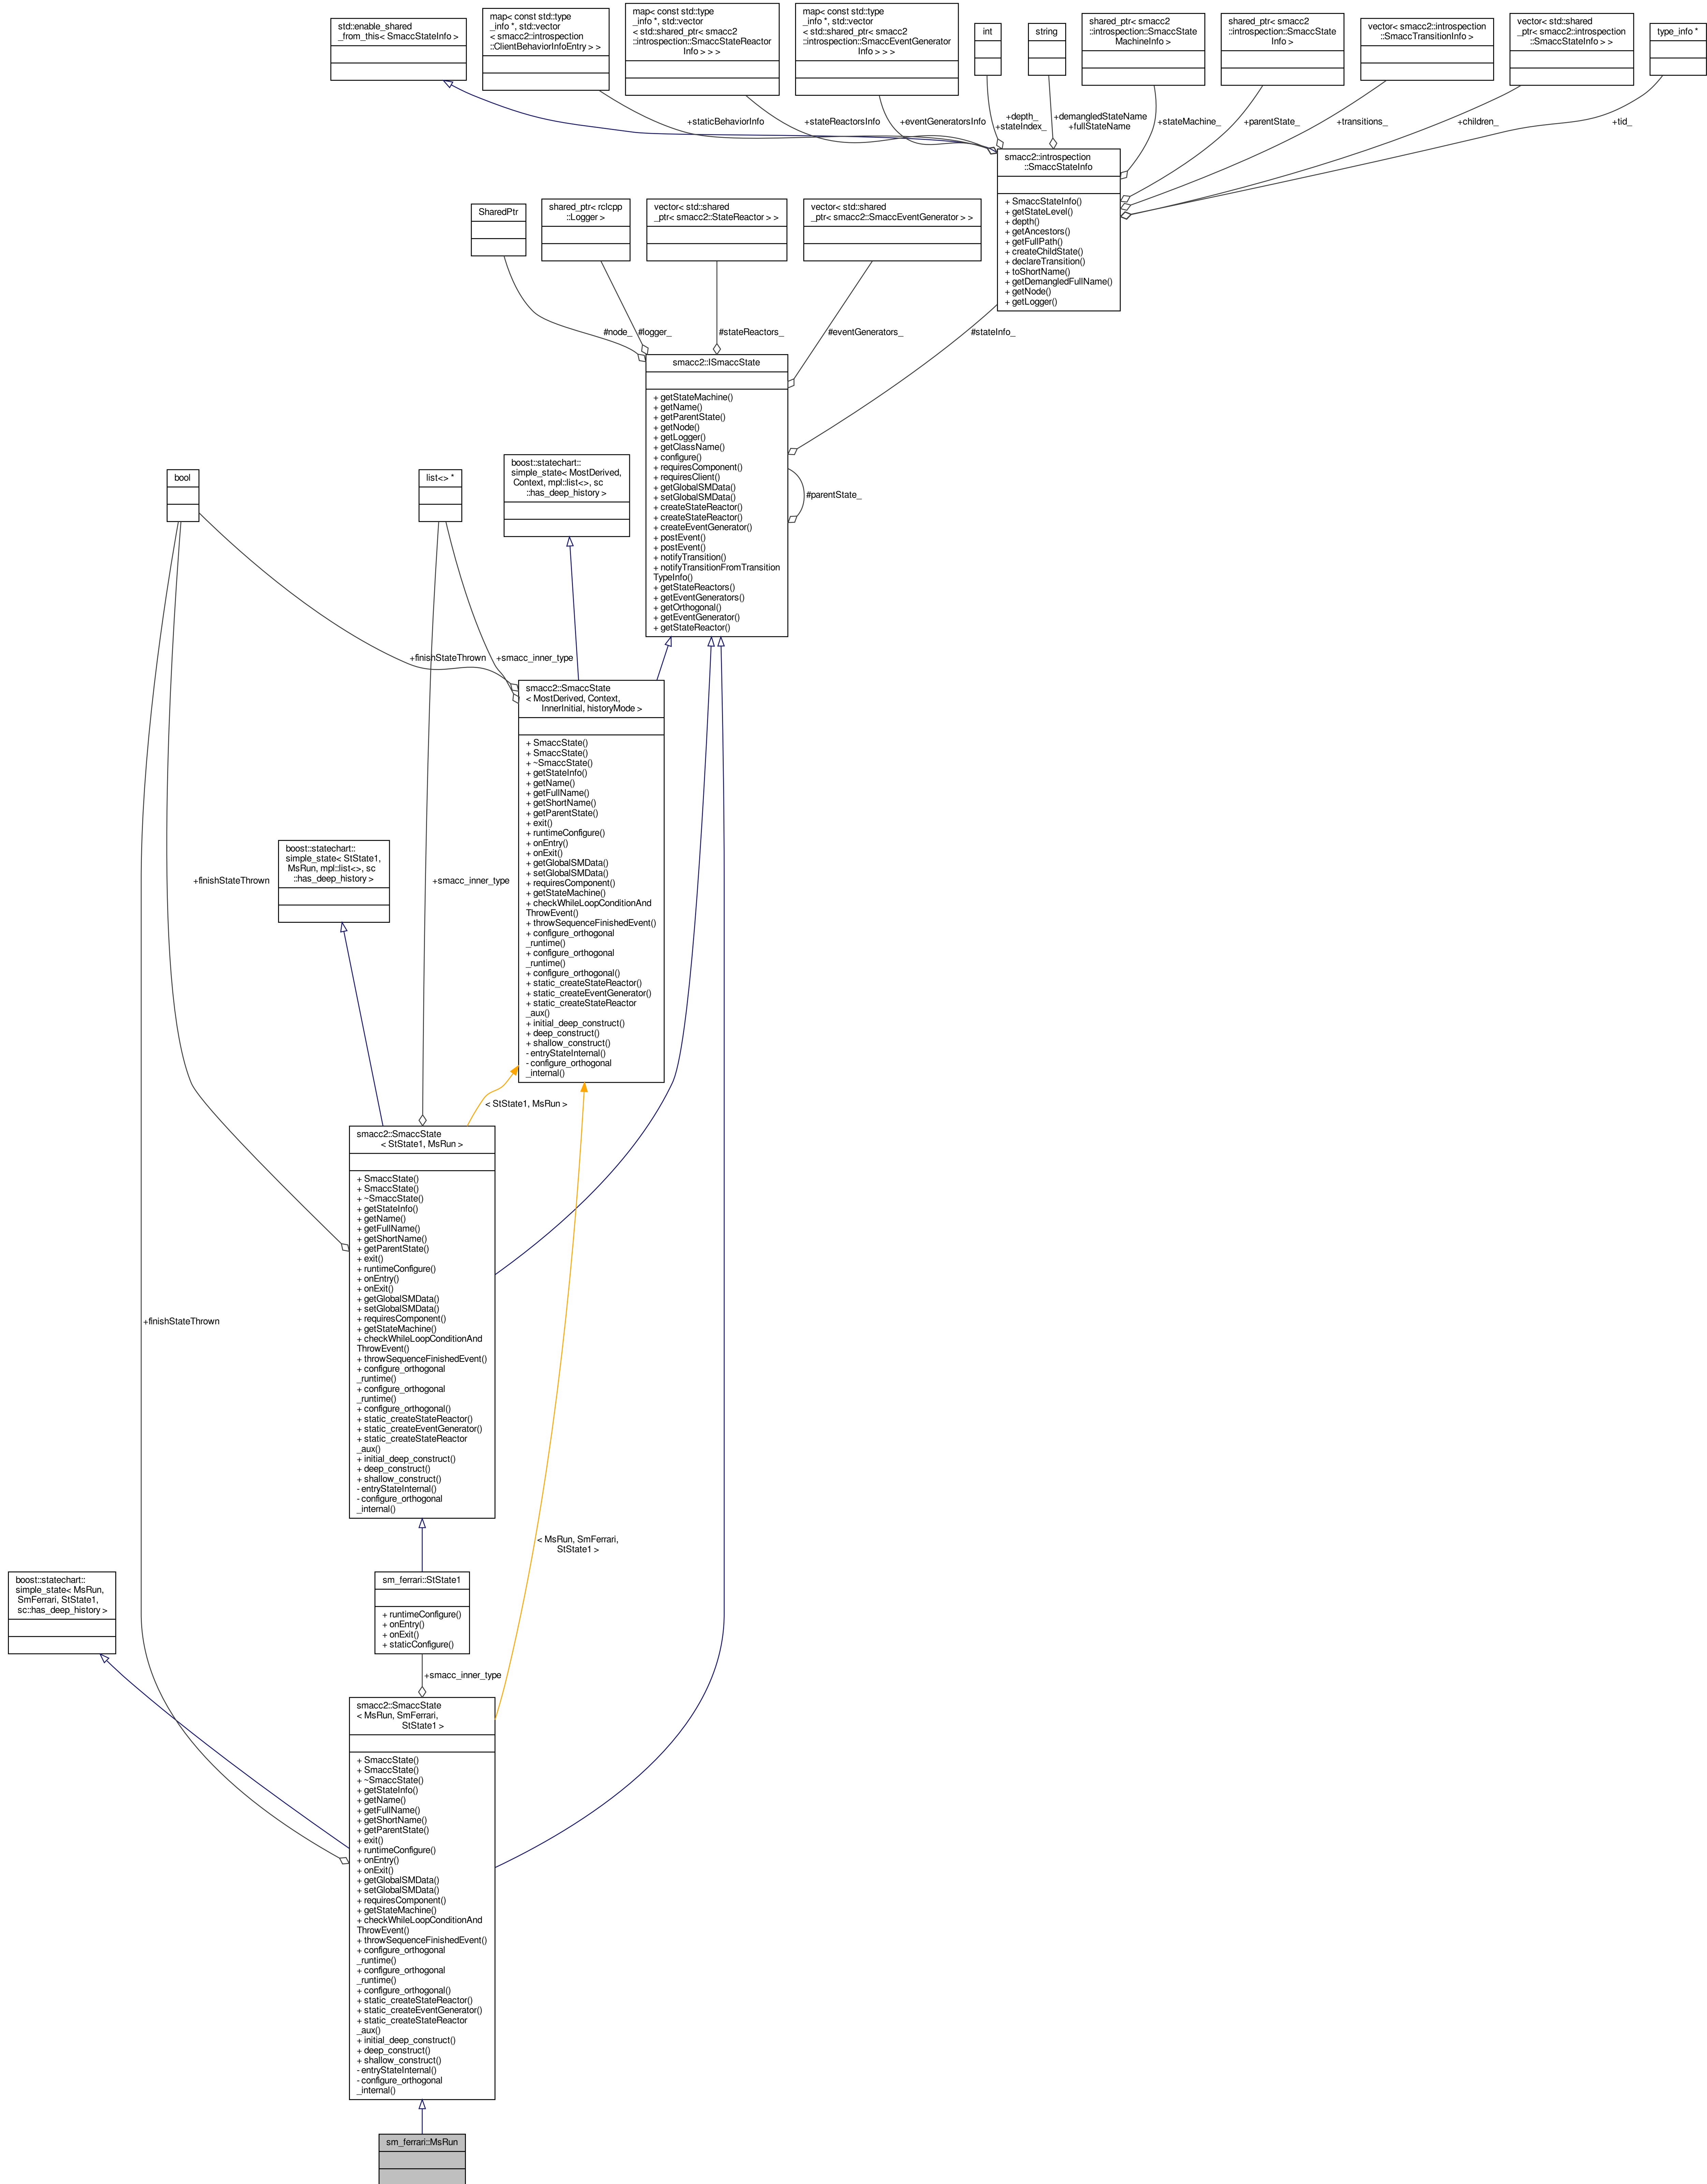 std::enable_shared
_from_this< SmaccStateInfo >
map< const std::type
_info *, std::vector
< smacc2::introspection
::ClientBehaviorInfoEntry > >
map< const std::type
_info *, std::vector
< std::shared_ptr< smacc2
::introspection::SmaccStateReactor
Info > > >
map< const std::type
_info *, std::vector
< std::shared_ptr< smacc2
::introspection::SmaccEventGenerator
Info > > >
int
string
shared_ptr< smacc2
::introspection::SmaccState
MachineInfo >
shared_ptr< smacc2
::introspection::SmaccState
Info >
vector< smacc2::introspection
::SmaccTransitionInfo >
vector< std::shared
_ptr< smacc2::introspection
::SmaccStateInfo > >
type_info *
+staticBehaviorInfo
+stateReactorsInfo
+eventGeneratorsInfo
+depth_
+stateIndex_
+demangledStateName
+fullStateName
+stateMachine_
+parentState_
+transitions_
+children_
+tid_
smacc2::introspection
::SmaccStateInfo
+ SmaccStateInfo()
+ getStateLevel()
+ depth()
+ getAncestors()
+ getFullPath()
+ createChildState()
+ declareTransition()
+ toShortName()
+ getDemangledFullName()
+ getNode()
+ getLogger()
SharedPtr
shared_ptr< rclcpp
::Logger >
vector< std::shared
_ptr< smacc2::StateReactor > >
vector< std::shared
_ptr< smacc2::SmaccEventGenerator > >
#node_
#logger_
#stateReactors_
#eventGenerators_
#stateInfo_
smacc2::ISmaccState
+ getStateMachine()
+ getName()
+ getParentState()
+ getNode()
+ getLogger()
+ getClassName()
+ configure()
+ requiresComponent()
+ requiresClient()
+ getGlobalSMData()
+ setGlobalSMData()
+ createStateReactor()
+ createStateReactor()
+ createEventGenerator()
+ postEvent()
+ postEvent()
+ notifyTransition()
+ notifyTransitionFromTransition
TypeInfo()
+ getStateReactors()
+ getEventGenerators()
+ getOrthogonal()
+ getEventGenerator()
+ getStateReactor()
#parentState_
bool
list<> *
boost::statechart::
simple_state< MostDerived,
Context, mpl::list<>, sc
::has_deep_history >
+finishStateThrown
+smacc_inner_type
smacc2::SmaccState
< MostDerived, Context,
InnerInitial, historyMode >
+ SmaccState()
+ SmaccState()
+ ~SmaccState()
+ getStateInfo()
+ getName()
+ getFullName()
+ getShortName()
+ getParentState()
+ exit()
+ runtimeConfigure()
+ onEntry()
+ onExit()
+ getGlobalSMData()
+ setGlobalSMData()
+ requiresComponent()
+ getStateMachine()
+ checkWhileLoopConditionAnd
ThrowEvent()
+ throwSequenceFinishedEvent()
+ configure_orthogonal
_runtime()
+ configure_orthogonal
_runtime()
+ configure_orthogonal()
+ static_createStateReactor()
+ static_createEventGenerator()
+ static_createStateReactor
_aux()
+ initial_deep_construct()
+ deep_construct()
+ shallow_construct()
- entryStateInternal()
- configure_orthogonal
_internal()
boost::statechart::
simple_state< StState1,
MsRun, mpl::list<>, sc
::has_deep_history >
+finishStateThrown
+smacc_inner_type
< StState1, MsRun >
smacc2::SmaccState
< StState1, MsRun >
+ SmaccState()
+ SmaccState()
+ ~SmaccState()
+ getStateInfo()
+ getName()
+ getFullName()
+ getShortName()
+ getParentState()
+ exit()
+ runtimeConfigure()
+ onEntry()
+ onExit()
+ getGlobalSMData()
+ setGlobalSMData()
+ requiresComponent()
+ getStateMachine()
+ checkWhileLoopConditionAnd
ThrowEvent()
+ throwSequenceFinishedEvent()
+ configure_orthogonal
_runtime()
+ configure_orthogonal
_runtime()
+ configure_orthogonal()
+ static_createStateReactor()
+ static_createEventGenerator()
+ static_createStateReactor
_aux()
+ initial_deep_construct()
+ deep_construct()
+ shallow_construct()
- entryStateInternal()
- configure_orthogonal
_internal()
+finishStateThrown
< MsRun, SmFerrari,
StState1 >
boost::statechart::
simple_state< MsRun,
SmFerrari, StState1,
sc::has_deep_history >
sm_ferrari::StState1
+ runtimeConfigure()
+ onEntry()
+ onExit()
+ staticConfigure()
+smacc_inner_type
smacc2::SmaccState
< MsRun, SmFerrari,
StState1 >
+ SmaccState()
+ SmaccState()
+ ~SmaccState()
+ getStateInfo()
+ getName()
+ getFullName()
+ getShortName()
+ getParentState()
+ exit()
+ runtimeConfigure()
+ onEntry()
+ onExit()
+ getGlobalSMData()
+ setGlobalSMData()
+ requiresComponent()
+ getStateMachine()
+ checkWhileLoopConditionAnd
ThrowEvent()
+ throwSequenceFinishedEvent()
+ configure_orthogonal
_runtime()
+ configure_orthogonal
_runtime()
+ configure_orthogonal()
+ static_createStateReactor()
+ static_createEventGenerator()
+ static_createStateReactor
_aux()
+ initial_deep_construct()
+ deep_construct()
+ shallow_construct()
- entryStateInternal()
- configure_orthogonal
_internal()
sm_ferrari::MsRun